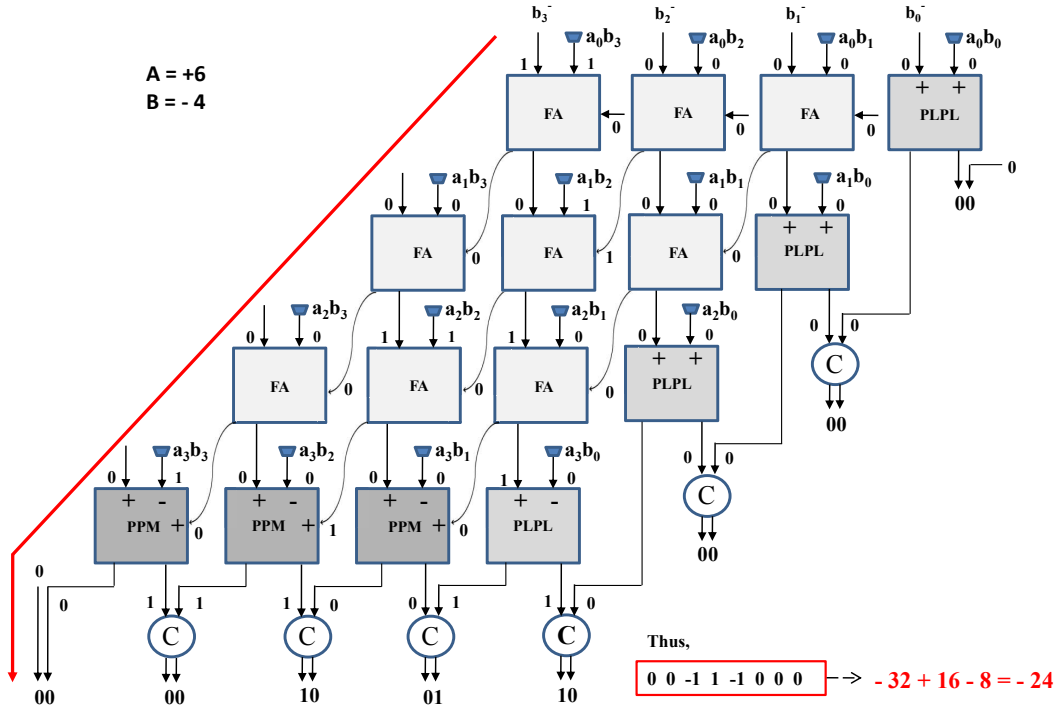 b₃⁻ b₂⁻ b₁⁻ b₀⁻
a₀b₃ a₀b₂ a₀b₁ a₀b₀
A = +6
B = - 4
1 1 0 0 0 0 0 0
+ +
FA FA FA PLPL
0 0 0
0
00
a₁b₃ a₁b₂ a₁b₁ a₁b₀
0 0 0 1 0 0 0 0
+ +
FA FA FA PLPL
0 1 0
a₂b₃ a₂b₂ a₂b₁ a₂b₀
0 0 1 1 1 0 0 0
0 0
C
00
+ +
FA FA FA PLPL
0 0 0
a₃b₃ a₃b₂ a₃b₁ a₃b₀
0 1 0 0 0 0 1 0
0 0
C
00
+ - + + - + + - + + -
PPM PPM PPM PLPL
0 1 0
0
0 1 1 1 0 0 1 1 0
C C C C
00 00 10 01 10
Thus,
0 0 -1 1 -1 0 0 0
- 32 + 16 - 8 = - 24